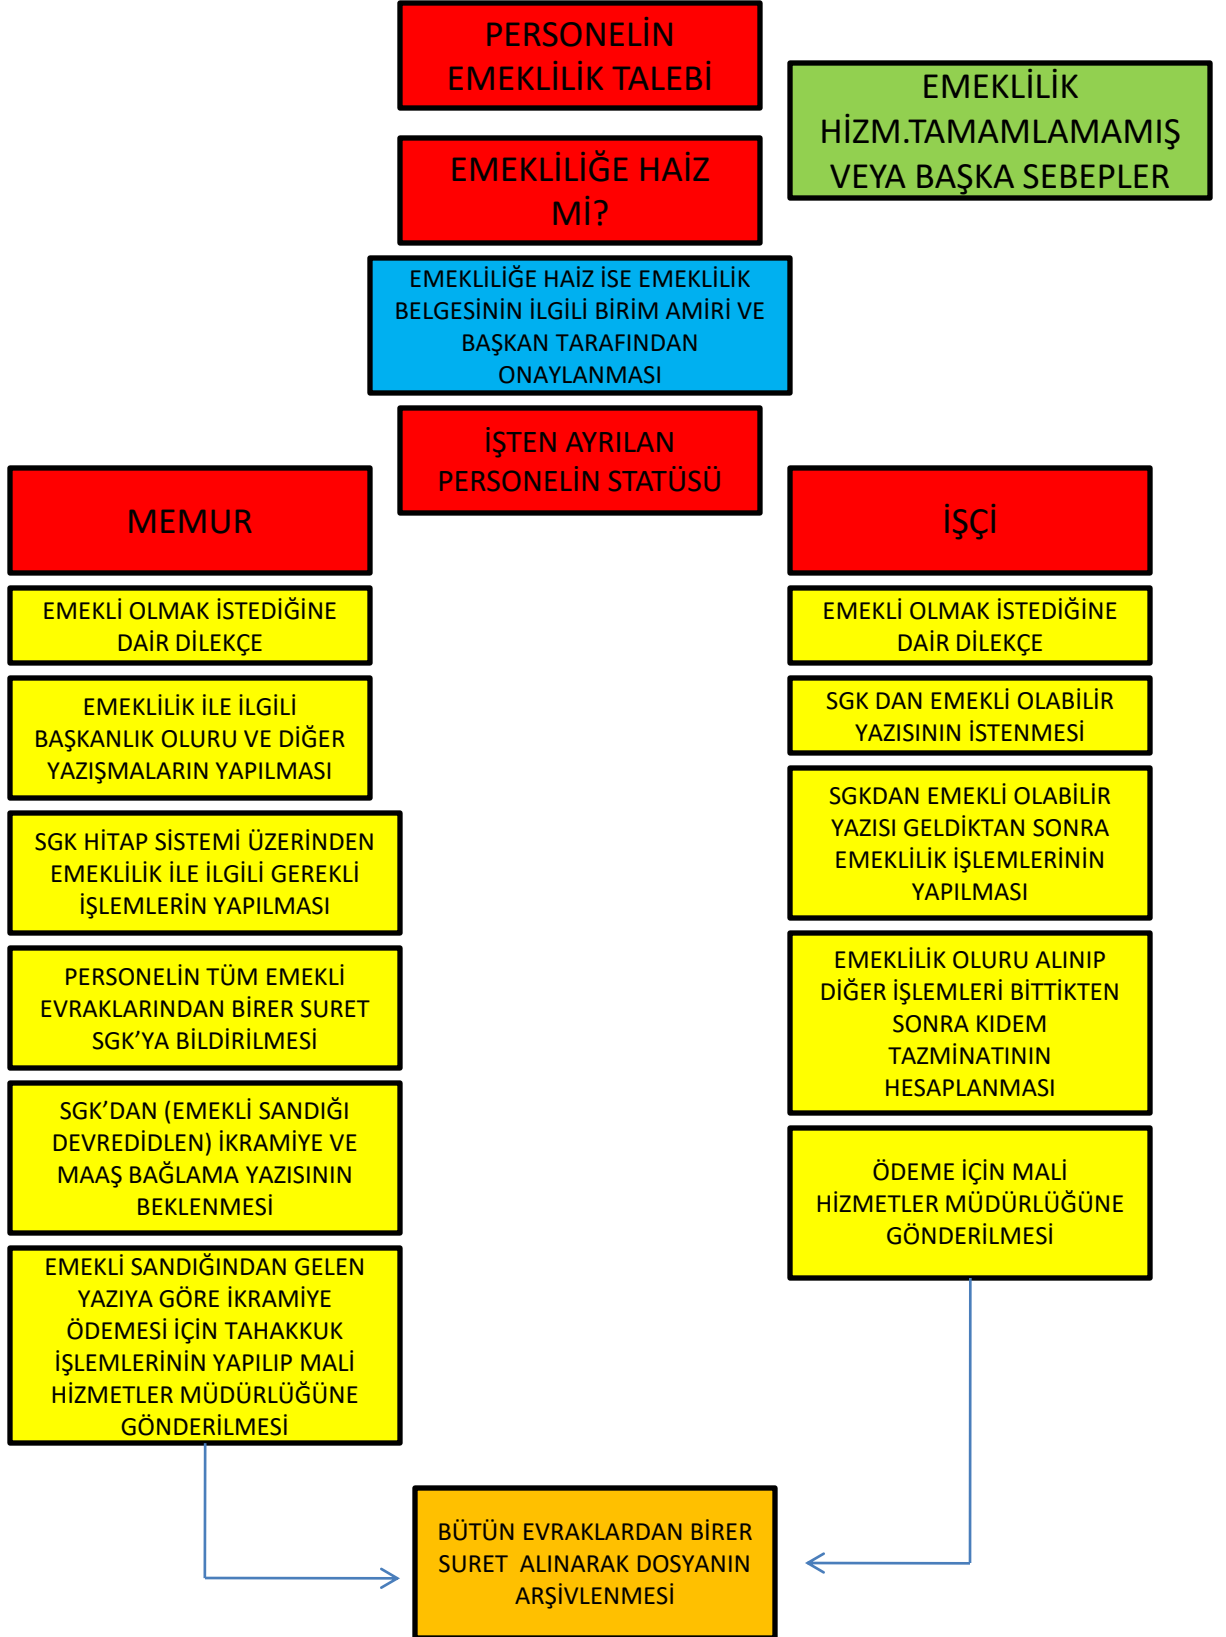 PERSONELİN
EMEKLİLİK TALEBİ
EMEKLİLİK
HİZM.TAMAMLAMAMIŞ
VEYA BAŞKA SEBEPLER
EMEKLİLİĞE HAİZ
Mİ?
EMEKLİLİĞE HAİZ İSE EMEKLİLİK
BELGESİNİN İLGİLİ BİRİM AMİRİ VE
BAŞKAN TARAFINDAN
ONAYLANMASI
İŞTEN AYRILAN
PERSONELİN STATÜSÜ
MEMUR
EMEKLİ OLMAK İSTEDİĞİNE
DAİR DİLEKÇE
EMEKLİLİK İLE İLGİLİ
BAŞKANLIK OLURU VE DİĞER
YAZIŞMALARIN YAPILMASI
SGK HİTAP SİSTEMİ ÜZERİNDEN
EMEKLİLİK İLE İLGİLİ GEREKLİ
İŞLEMLERİN YAPILMASI
PERSONELİN TÜM EMEKLİ
EVRAKLARINDAN BİRER SURET
SGK’YA BİLDİRİLMESİ
SGK’DAN (EMEKLİ SANDIĞI
DEVREDİDLEN) İKRAMİYE VE
MAAŞ BAĞLAMA YAZISININ
BEKLENMESİ
EMEKLİ SANDIĞINDAN GELEN
YAZIYA GÖRE İKRAMİYE
ÖDEMESİ İÇİN TAHAKKUK
İŞLEMLERİNİN YAPILIP MALİ
HİZMETLER MÜDÜRLÜĞÜNE
GÖNDERİLMESİ
İŞÇİ
EMEKLİ OLMAK İSTEDİĞİNE
DAİR DİLEKÇE
SGK DAN EMEKLİ OLABİLİR
YAZISININ İSTENMESİ
SGKDAN EMEKLİ OLABİLİR
YAZISI GELDİKTAN SONRA
EMEKLİLİK İŞLEMLERİNİN
YAPILMASI
EMEKLİLİK OLURU ALINIP
DİĞER İŞLEMLERİ BİTTİKTEN
SONRA KIDEM
TAZMİNATININ
HESAPLANMASI
ÖDEME İÇİN MALİ
HİZMETLER MÜDÜRLÜĞÜNE
GÖNDERİLMESİ
BÜTÜN EVRAKLARDAN BİRER
SURET ALINARAK DOSYANIN
ARŞİVLENMESİ